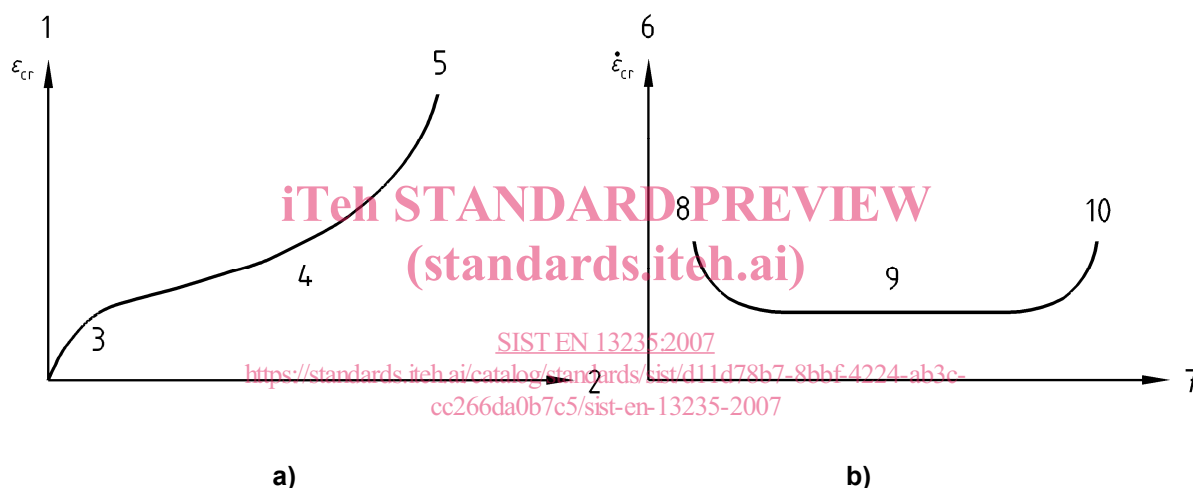 1
6
ε_cr
5
ε̇_cr
iTeh STANDARD PREVIEW
8
10
(standards.iteh.ai)
4
9
3
SIST EN 13235:2007
https://standards.iteh.ai/catalog/standards/sist/d11d78b7-8bbf-4224-ab3c-
2
7
cc266da0b7c5/sist-en-13235-2007
a)
b)